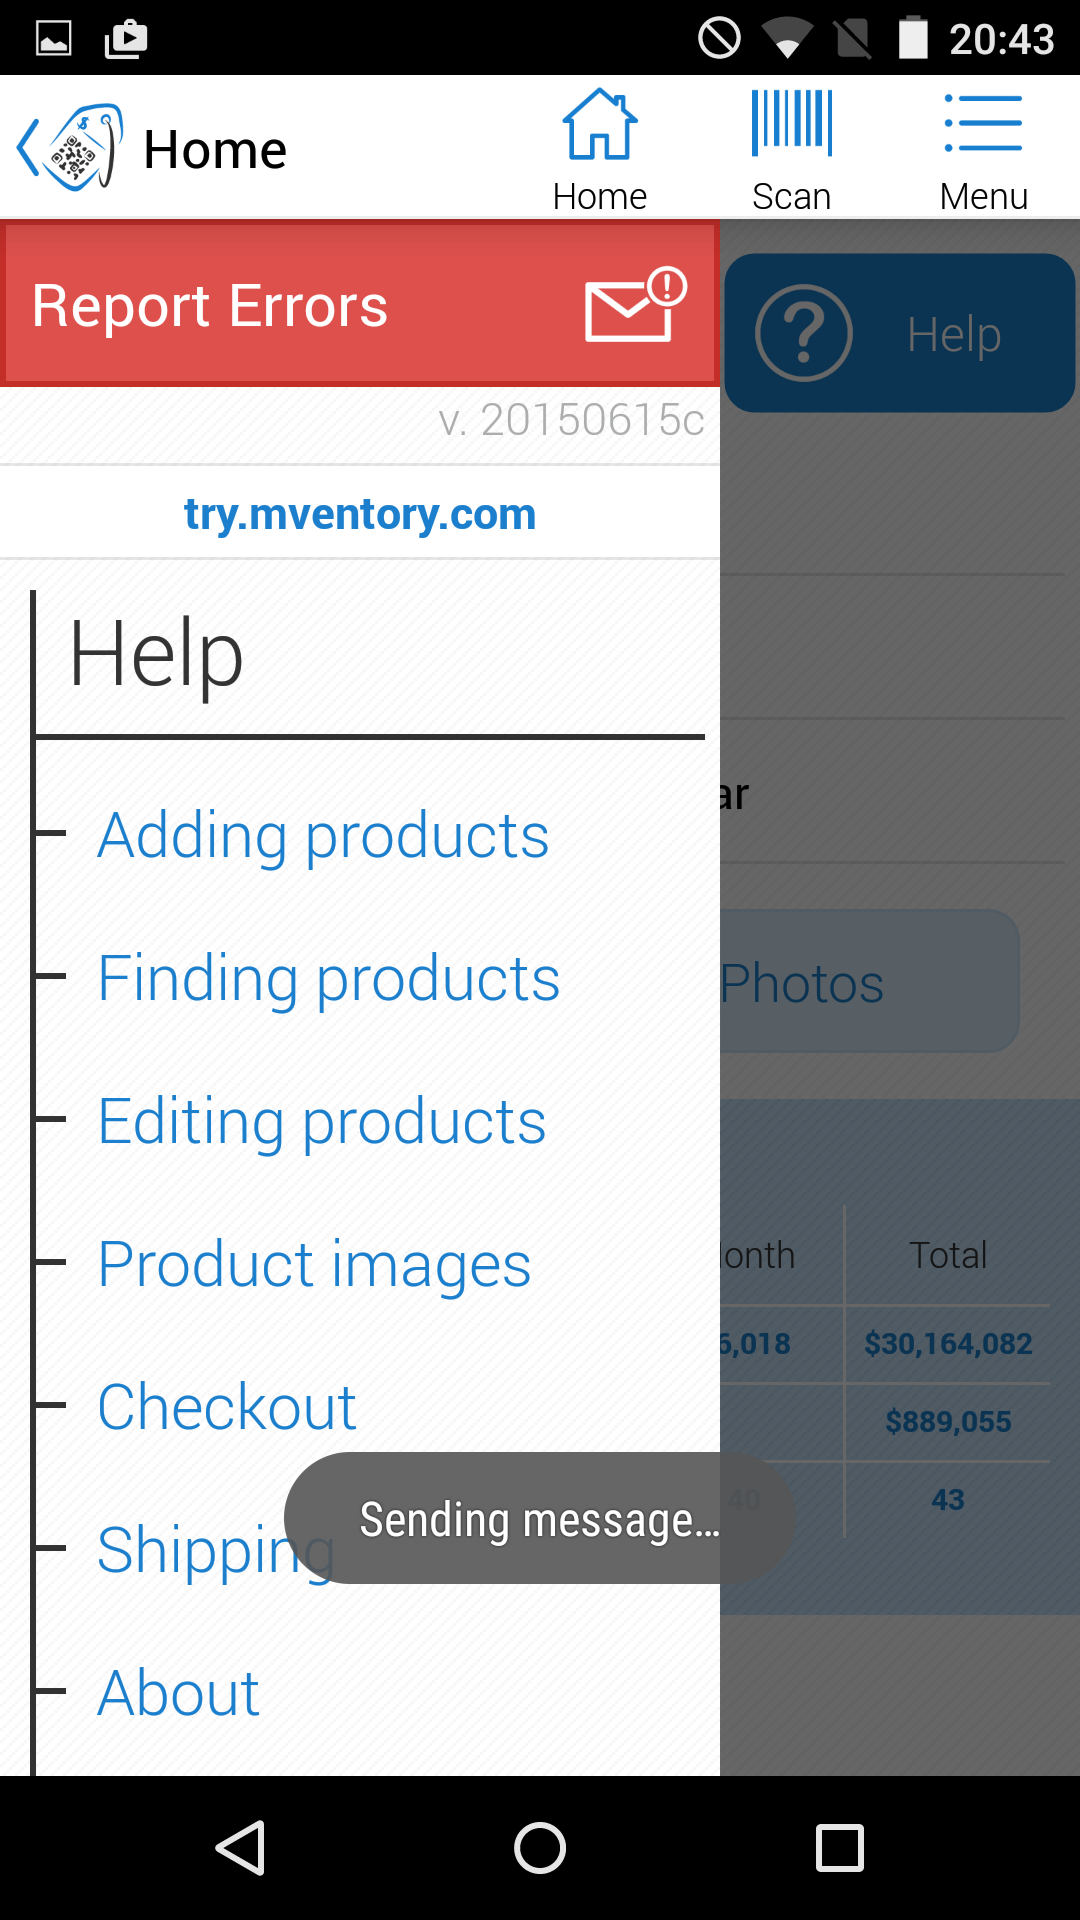 20:43
Home
Home
Scan
Menu
Report Errors
Help
v. 20150615c
try.mventory.com
Help
Adding products
ar
Finding products
Photos
Editing products
Product images
onth
Total
6,018
$30,164,082
Checkout
$889,055
40
43
Sending message...
Shipping
About